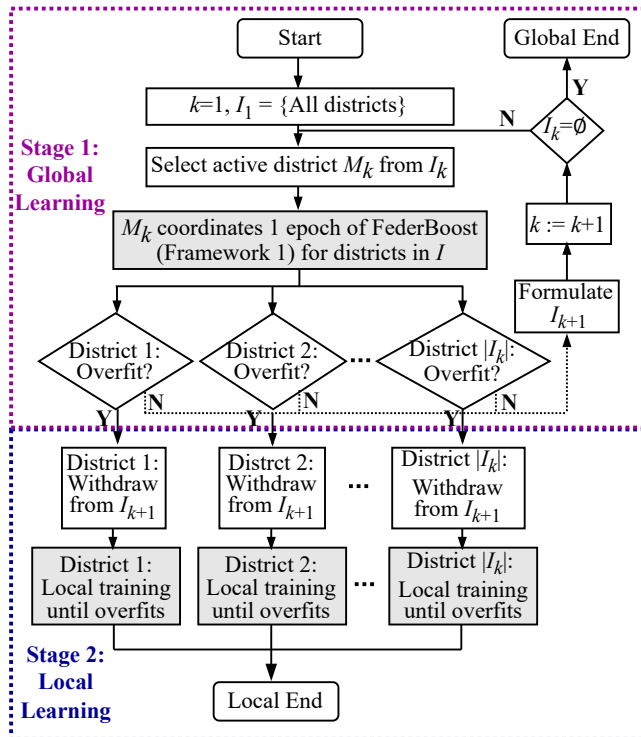 Start
Global End
Y
k=1, I₁ = {All districts}
N
Iₖ=∅
Stage 1:
Global
Learning
Select active district Mₖ from Iₖ
Mₖ coordinates 1 epoch of FederBoost
(Framework 1) for districts in I
k := k+1
Formulate
Iₖ₊₁
District 1:
Overfit?
District 2:
Overfit?
...
District |Iₖ|:
Overfit?
Y
N
Y
N
Y
N
District 1:
Withdraw
from Iₖ₊₁
Distrct 2:
Withdraw
from Iₖ₊₁
...
District |Iₖ|:
Withdraw
from Iₖ₊₁
District 1:
Local training
until overfits
District 2:
Local training
until overfits
...
District |Iₖ|:
Local training
until overfits
Stage 2:
Local
Learning
Local End